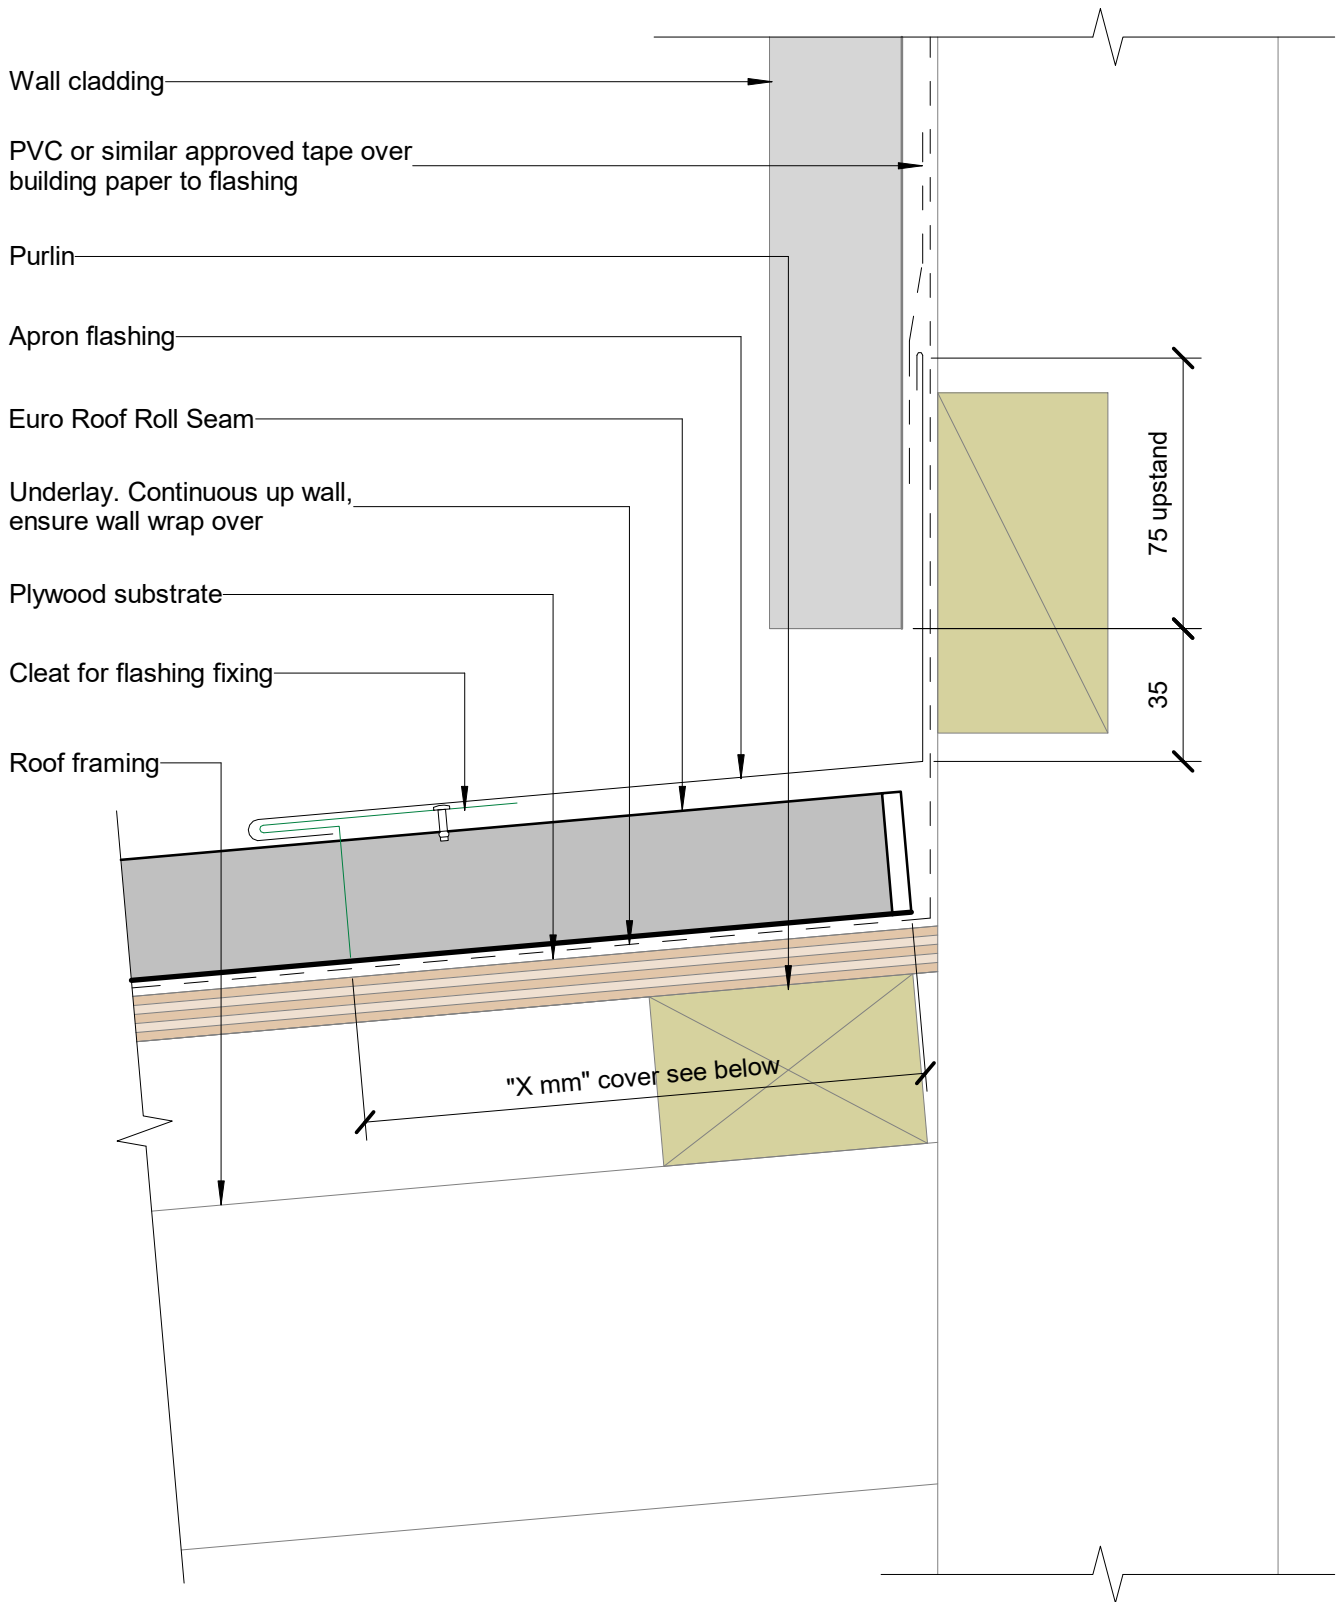 Wall cladding
PVC or similar approved tape over
building paper to flashing
Purlin
Apron flashing
Euro Roof Roll Seam
Underlay. Continuous up wall,
ensure wall wrap over
Plywood substrate
Cleat for flashing fixing
Roof framing
75 upstand
35
"X mm" cover see below